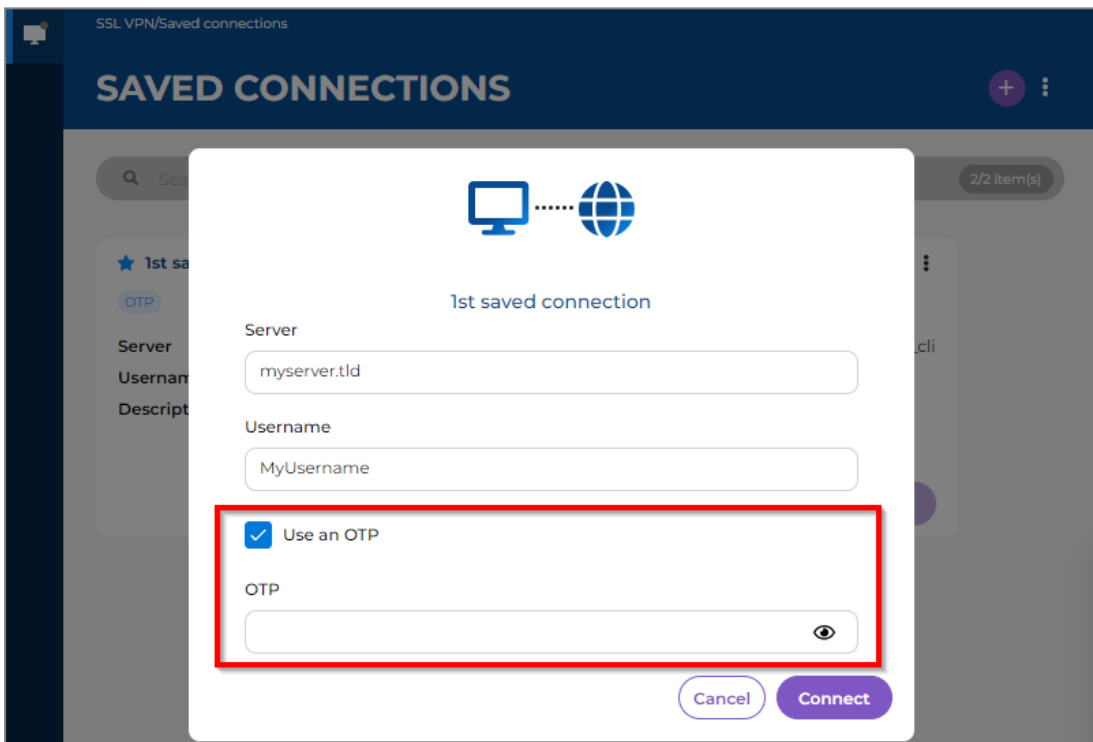 SSL VPN/Saved connections
SAVED CONNECTIONS
2/2 item(s)
1st saved connection
1st
OTP
Server
Server
myserver.tld
Username
MyUsername
Use an OTP
OTP
Cancel
Connect